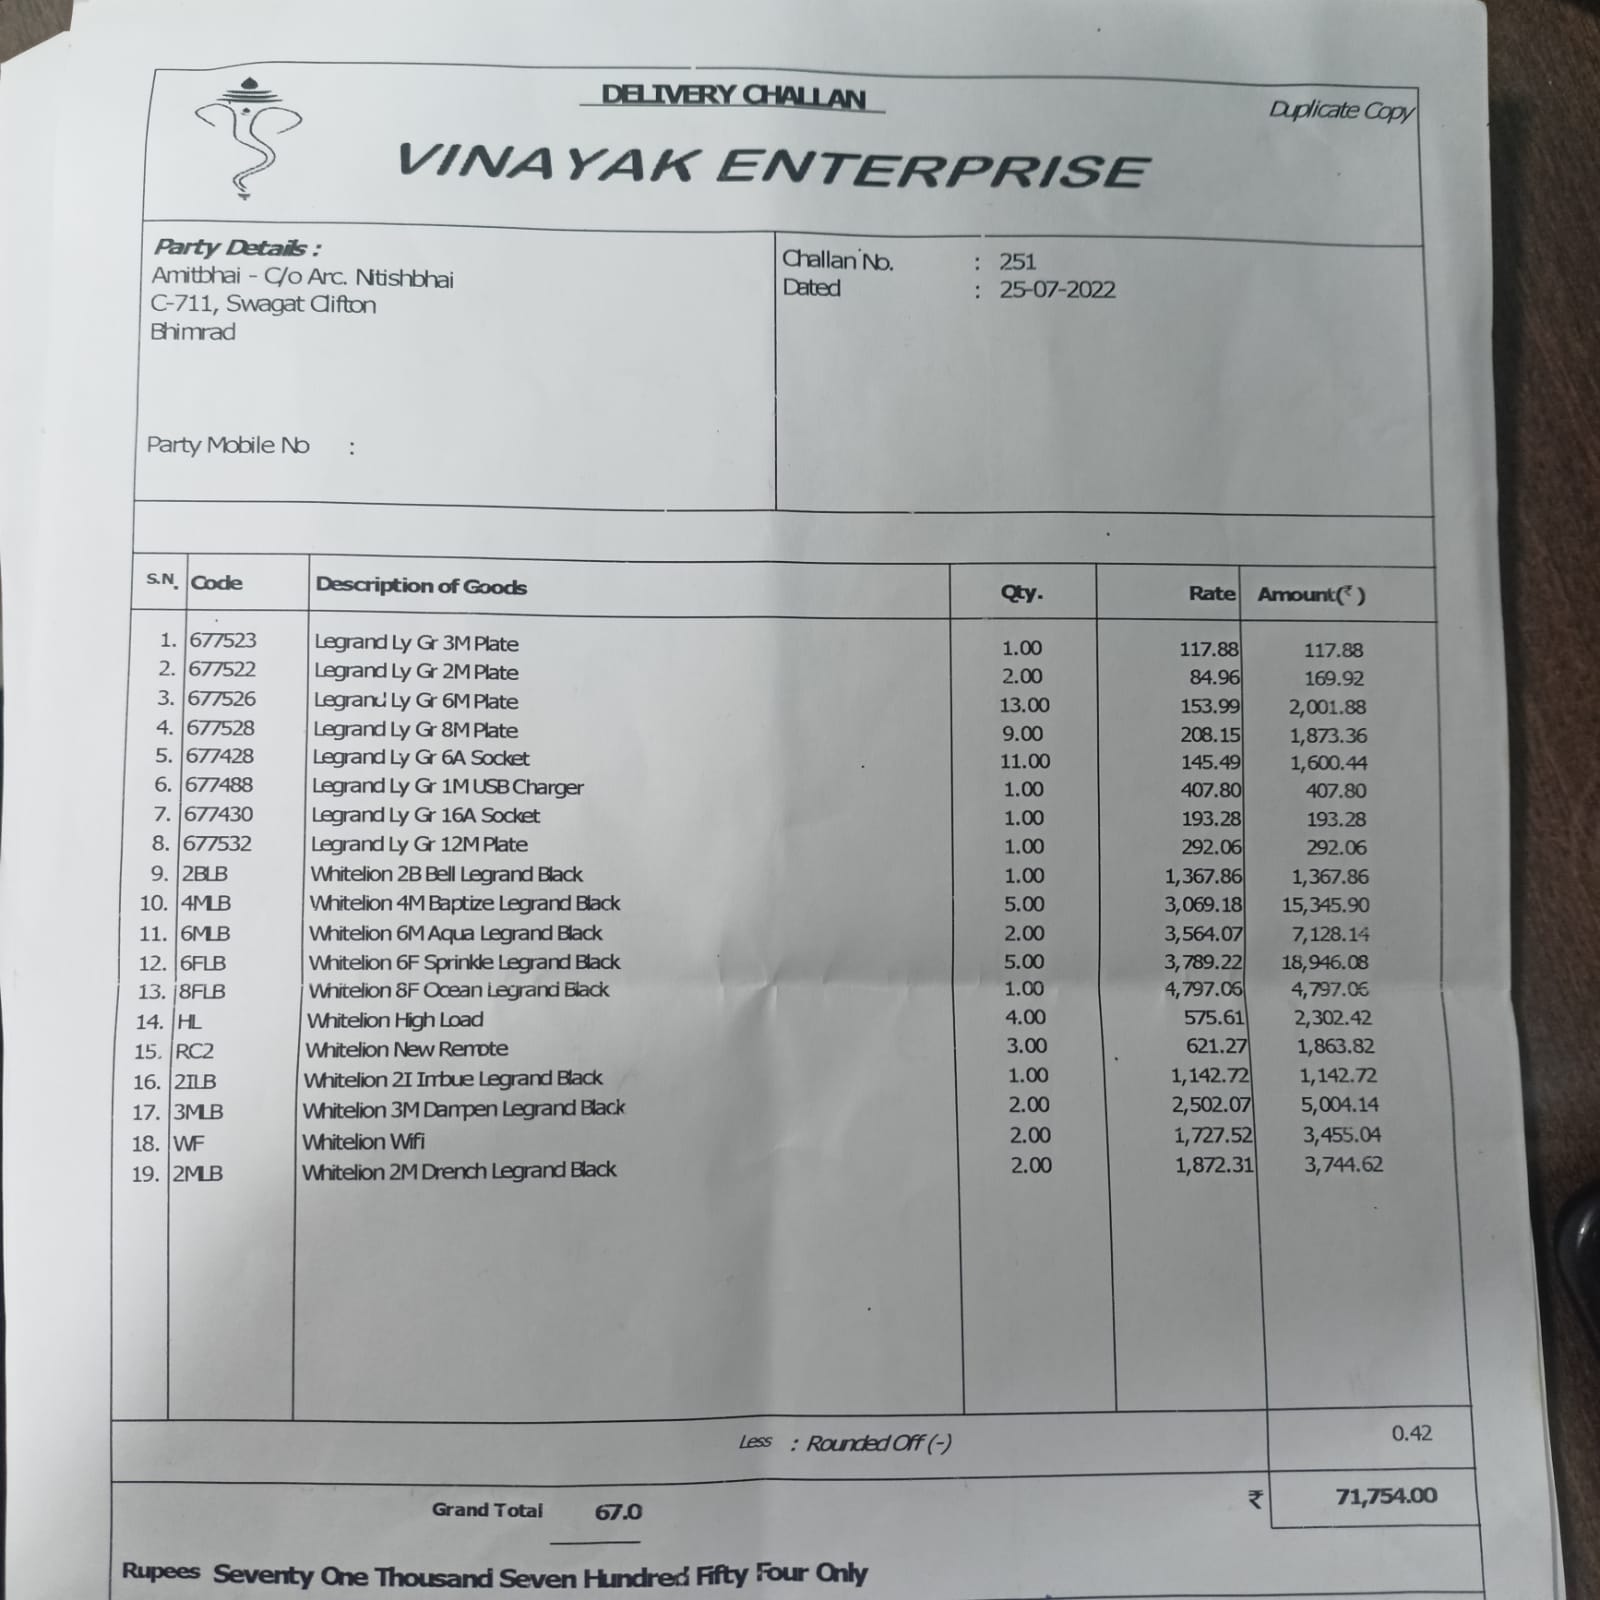 DELIVERY CHALLAN
Duplicate Copy
VINAYAK ENTERPRISE
Party Details :
Amitbhai - C/o Arc. Nitishbhai
C-711, Swagat Clifton
Bhimrad
Party Mobile No :
Challan No. : 251
Dated : 25-07-2022
S.N. Code Description of Goods Qty. Rate Amount(₹)
1. 677523 Legrand Ly Gr 3M Plate 1.00 117.88 117.88
2. 677522 Legrand Ly Gr 2M Plate 2.00 84.96 169.92
3. 677526 Legrand Ly Gr 6M Plate 13.00 153.99 2,001.88
4. 677528 Legrand Ly Gr 8M Plate 9.00 208.15 1,873.36
5. 677428 Legrand Ly Gr 6A Socket 11.00 145.49 1,600.44
6. 677488 Legrand Ly Gr 1M USB Charger 1.00 407.80 407.80
7. 677430 Legrand Ly Gr 16A Socket 1.00 193.28 193.28
8. 677532 Legrand Ly Gr 12M Plate 1.00 292.06 292.06
9. 2BLB Whitelion 2B Bell Legrand Black 1.00 1,367.86 1,367.86
10. 4MLB Whitelion 4M Baptize Legrand Black 5.00 3,069.18 15,345.90
11. 6MLB Whitelion 6M Aqua Legrand Black 2.00 3,564.07 7,128.14
12. 6FLB Whitelion 6F Sprinkle Legrand Black 5.00 3,789.22 18,946.08
13. 8FLB Whitelion 8F Ocean Legrand Black 1.00 4,797.06 4,797.06
14. HL Whitelion High Load 4.00 575.61 2,302.42
15. RC2 Whitelion New Remote 3.00 621.27 1,863.82
16. 2ILB Whitelion 2I Imbue Legrand Black 1.00 1,142.72 1,142.72
17. 3MLB Whitelion 3M Dampen Legrand Black 2.00 2,502.07 5,004.14
18. WF Whitelion Wifi 2.00 1,727.52 3,455.04
19. 2MLB Whitelion 2M Drench Legrand Black 2.00 1,872.31 3,744.62
Less : Rounded Off (-) 0.42
Grand Total 67.0 ₹ 71,754.00
Rupees Seventy One Thousand Seven Hundred Fifty Four Only